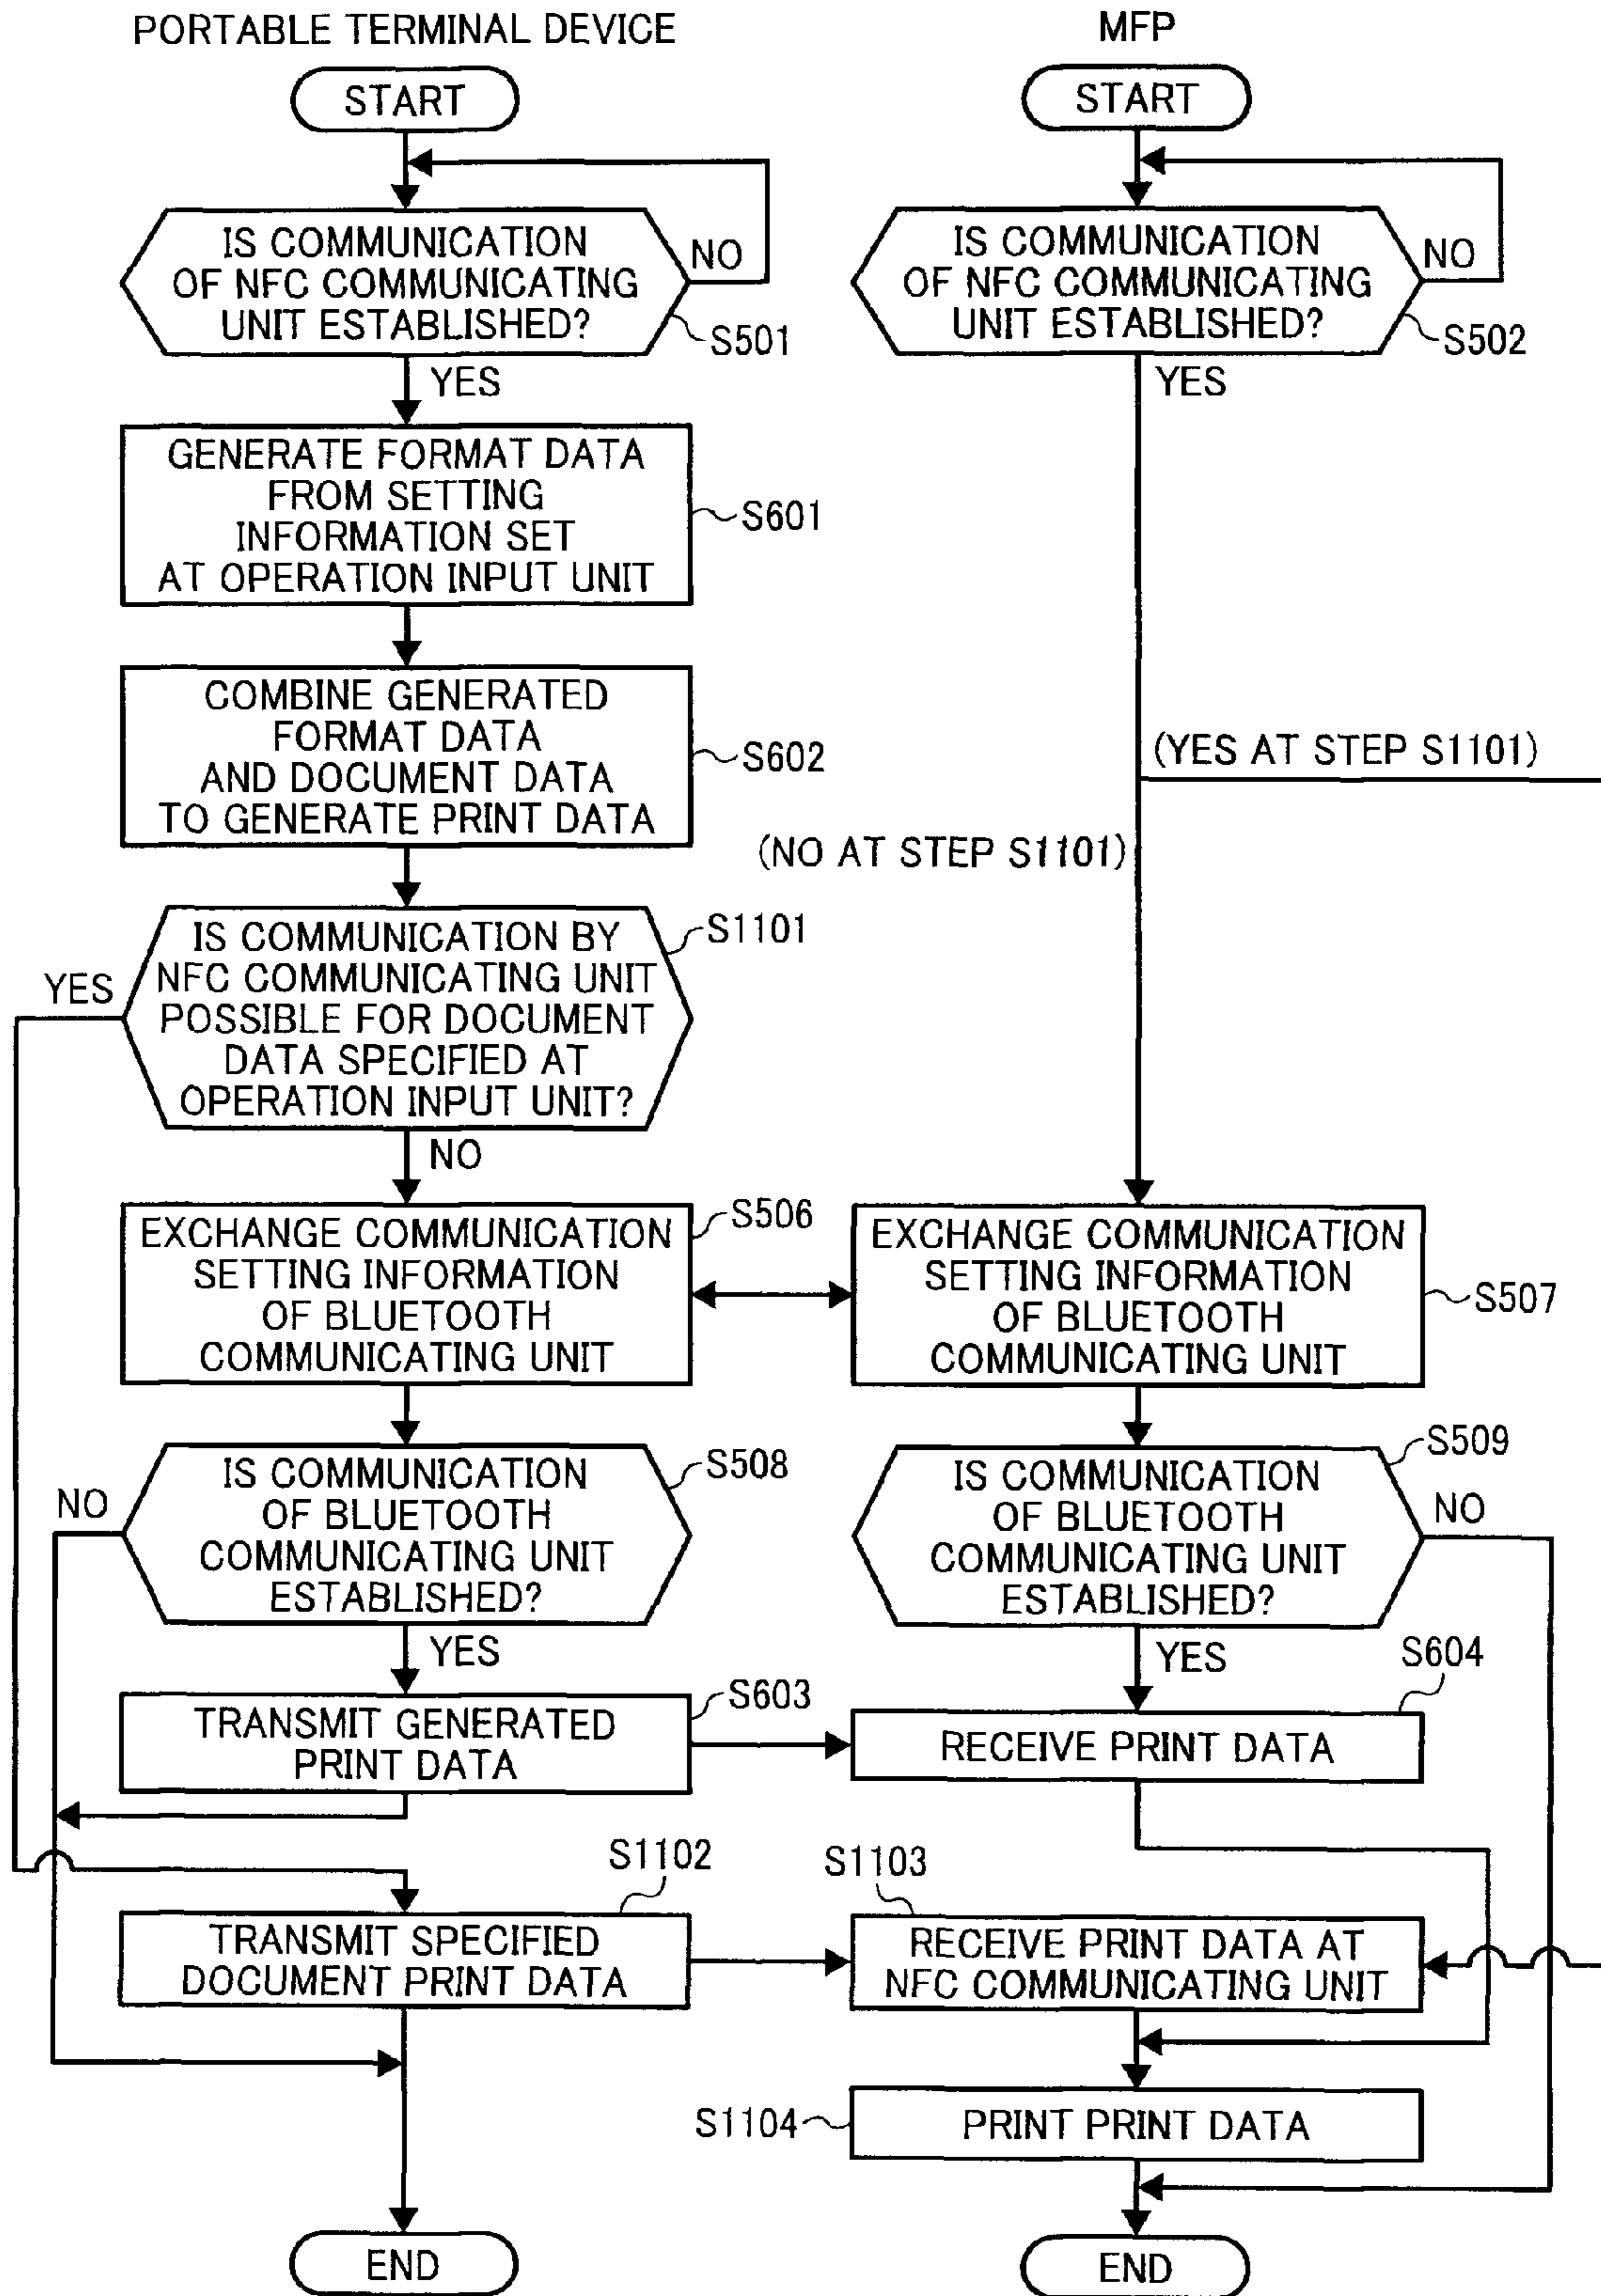 PORTABLE TERMINAL DEVICE
START
IS COMMUNICATION
OF NFC COMMUNICATING
UNIT ESTABLISHED?
NO
S501
YES
GENERATE FORMAT DATA
FROM SETTING
INFORMATION SET
AT OPERATION INPUT UNIT
S601
COMBINE GENERATED
FORMAT DATA
AND DOCUMENT DATA
TO GENERATE PRINT DATA
S602
IS COMMUNICATION BY
NFC COMMUNICATING UNIT
POSSIBLE FOR DOCUMENT
DATA SPECIFIED AT
OPERATION INPUT UNIT?
S1101
YES
NO
EXCHANGE COMMUNICATION
SETTING INFORMATION
OF BLUETOOTH
COMMUNICATING UNIT
S506
IS COMMUNICATION
OF BLUETOOTH
COMMUNICATING UNIT
ESTABLISHED?
S508
NO
YES
TRANSMIT GENERATED
PRINT DATA
S603
TRANSMIT SPECIFIED
DOCUMENT PRINT DATA
S1102
END
MFP
START
IS COMMUNICATION
OF NFC COMMUNICATING
UNIT ESTABLISHED?
NO
S502
YES
(YES AT STEP S1101)
(NO AT STEP S1101)
EXCHANGE COMMUNICATION
SETTING INFORMATION
OF BLUETOOTH
COMMUNICATING UNIT
S507
IS COMMUNICATION
OF BLUETOOTH
COMMUNICATING UNIT
ESTABLISHED?
S509
NO
YES
S604
RECEIVE PRINT DATA
S1103
RECEIVE PRINT DATA AT
NFC COMMUNICATING UNIT
S1104
PRINT PRINT DATA
END